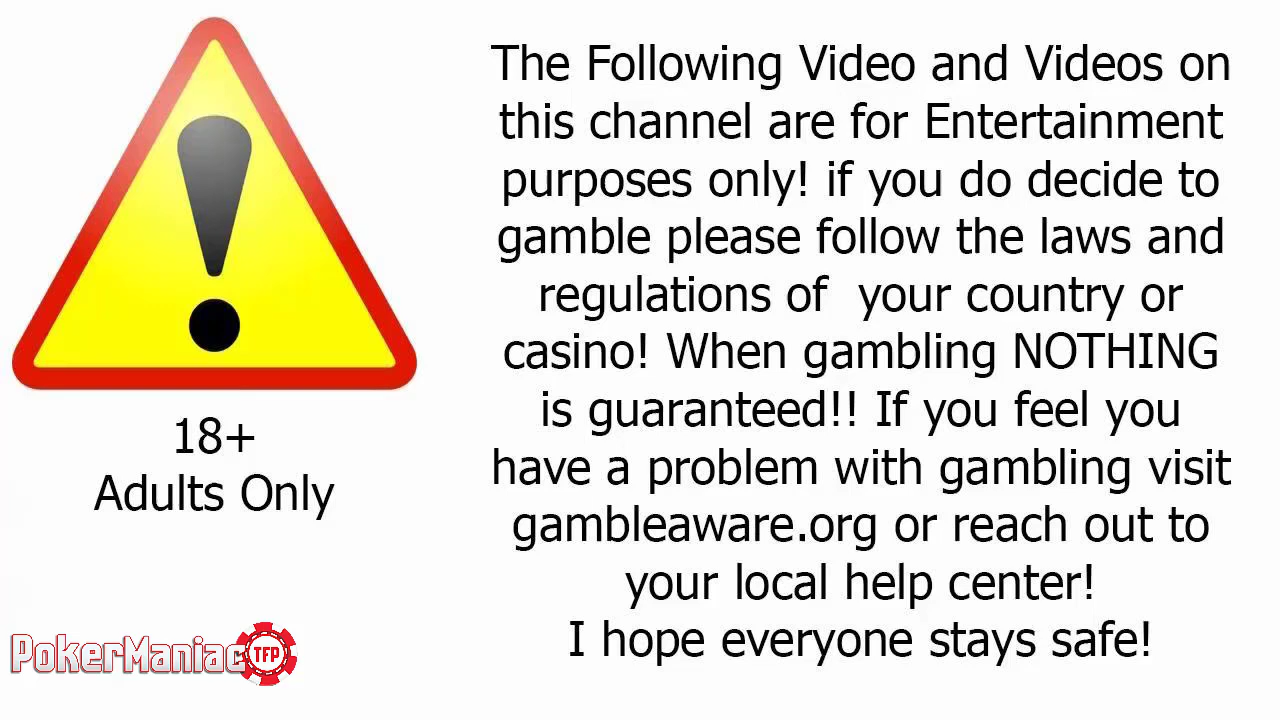 The Following Video and Videos on
this channel are for Entertainment
purposes only! if you do decide to
gamble please follow the laws and
regulations of  your country or
casino! When gambling NOTHING
is guaranteed!! If you feel you
have a problem with gambling visit
gambleaware.org or reach out to
your local help center!
I hope everyone stays safe!
18+
Adults Only
PokerManiac
TFP